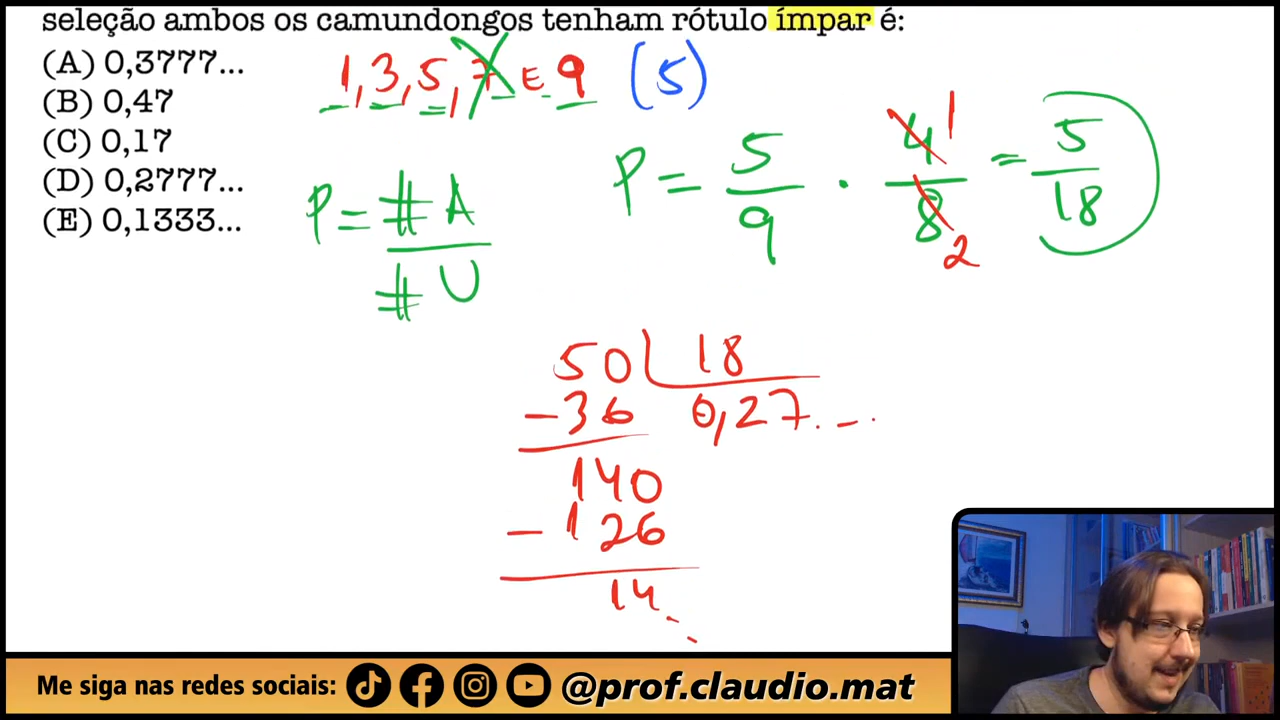 seleção ambos os camundongos tenham rótulo ímpar é:
(A) 0,3777...
(B) 0,47
(C) 0,17
(D) 0,2777...
(E) 0,1333...
1, 3, 5, 7 E 9 (5)
P = #A / #U
P = 5/9 · 4/8 = 5/18
1
2
50 | 18
-36 0,27...
140
-126
14
Me siga nas redes sociais: @prof.claudio.mat